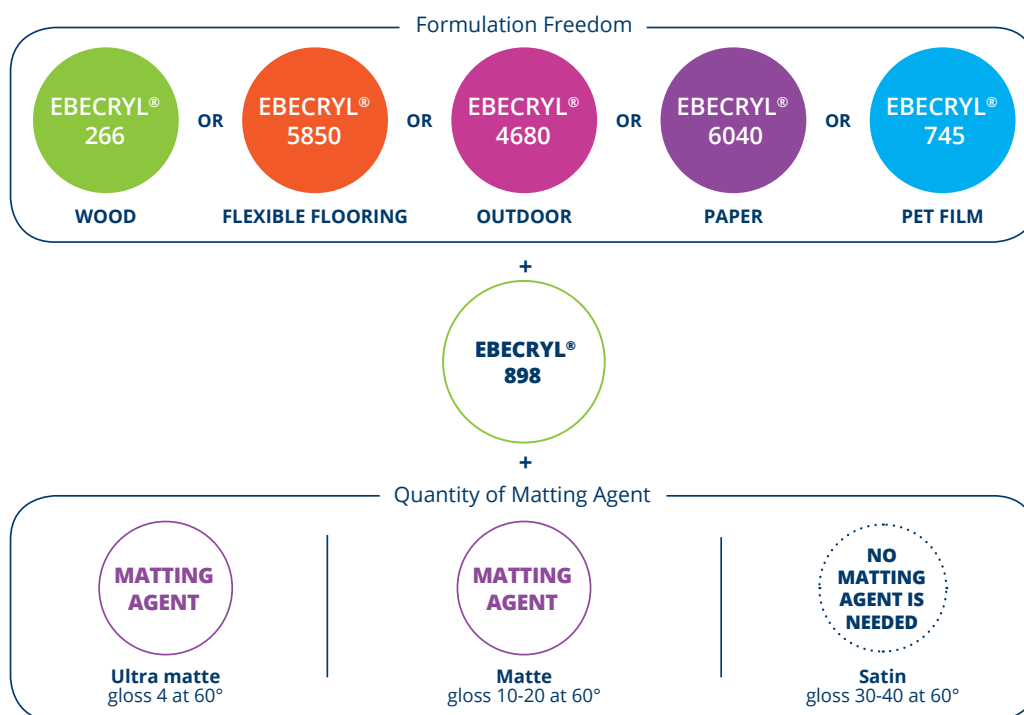 Formulation Freedom
EBECRYL®
266
OR
EBECRYL®
5850
OR
EBECRYL®
4680
OR
EBECRYL®
6040
OR
EBECRYL®
745
WOOD
FLEXIBLE FLOORING
OUTDOOR
PAPER
PET FILM
+
EBECRYL®
898
+
Quantity of Matting Agent
MATTING
AGENT
Ultra matte
gloss 4 at 60°
MATTING
AGENT
Matte
gloss 10-20 at 60°
NO
MATTING
AGENT IS
NEEDED
Satin
gloss 30-40 at 60°